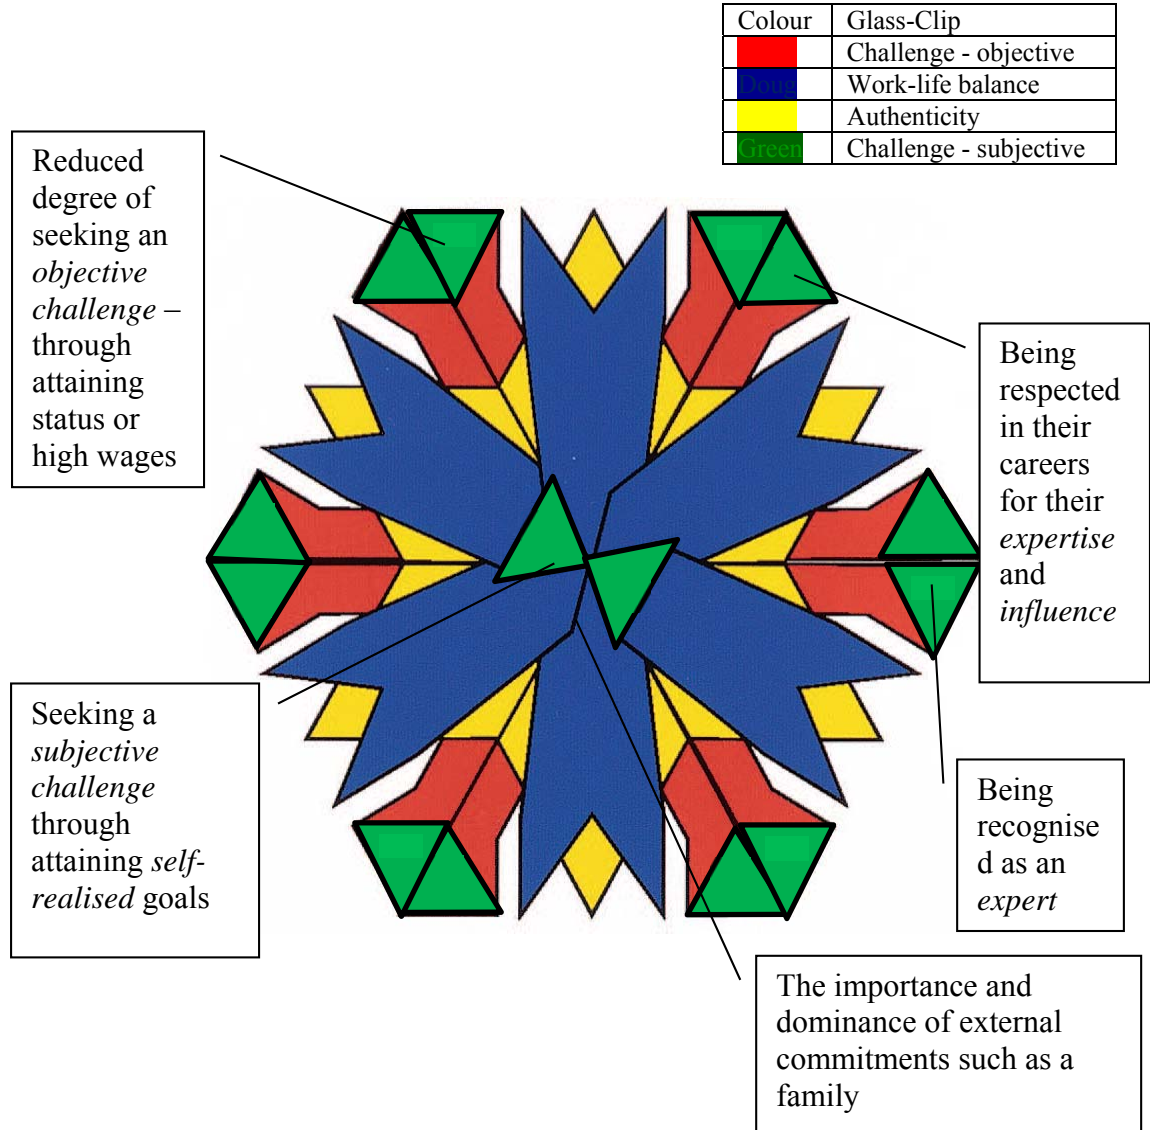 Colour Glass-Clip
Challenge - objective
Doug Work-life balance
Authenticity
Green Challenge - subjective
Reduced
degree of
seeking an
objective
challenge –
through
attaining
status or
high wages
Being
respected
in their
careers
for their
expertise
and
influence
Seeking a
subjective
challenge
through
attaining self-
realised goals
Being
recognise
d as an
expert
The importance and
dominance of external
commitments such as a
family